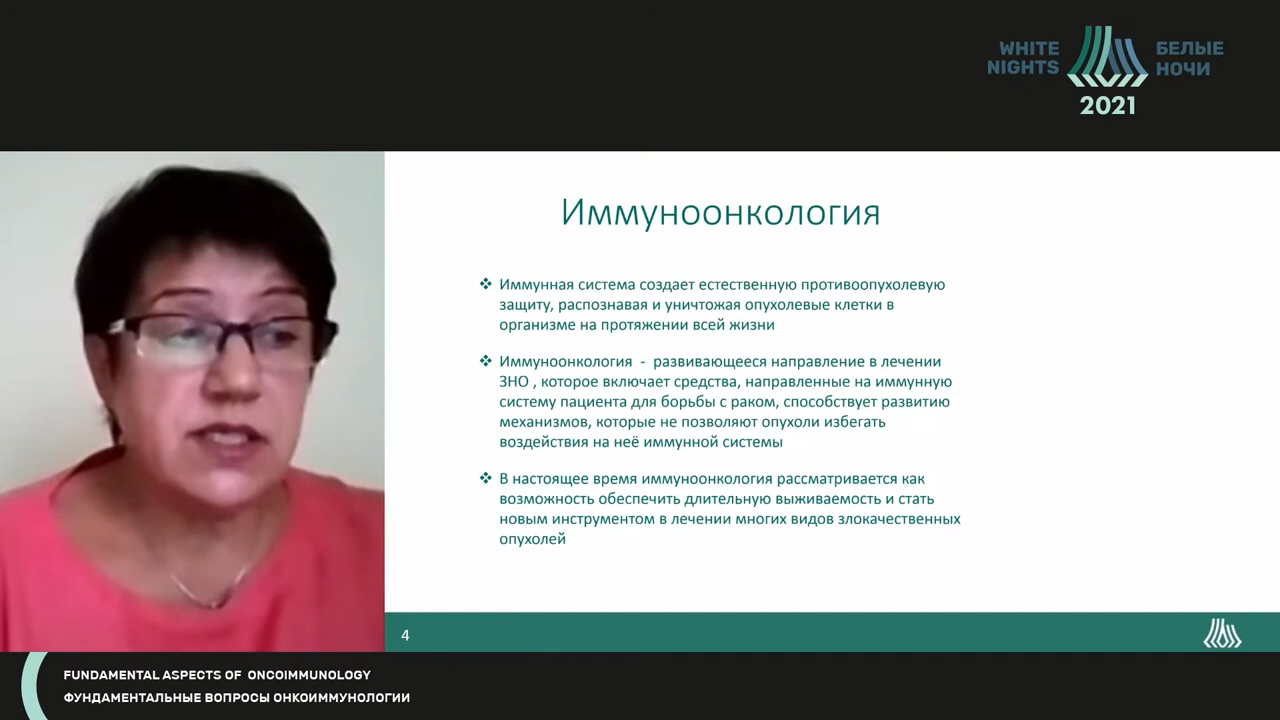 WHITE NIGHTS
БЕЛЫЕ НОЧИ
2021
Иммуноонкология
❖ Иммунная система создает естественную противоопухолевую
защиту, распознавая и уничтожая опухолевые клетки в
организме на протяжении всей жизни
❖ Иммуноонкология - развивающееся направление в лечении
ЗНО , которое включает средства, направленные на иммунную
систему пациента для борьбы с раком, способствует развитию
механизмов, которые не позволяют опухоли избегать
воздействия на неё иммунной системы
❖ В настоящее время иммуноонкология рассматривается как
возможность обеспечить длительную выживаемость и стать
новым инструментом в лечении многих видов злокачественных
опухолей
4
FUNDAMENTAL ASPECTS OF ONCOIMMUNOLOGY
ФУНДАМЕНТАЛЬНЫЕ ВОПРОСЫ ОНКОИММУНОЛОГИИ